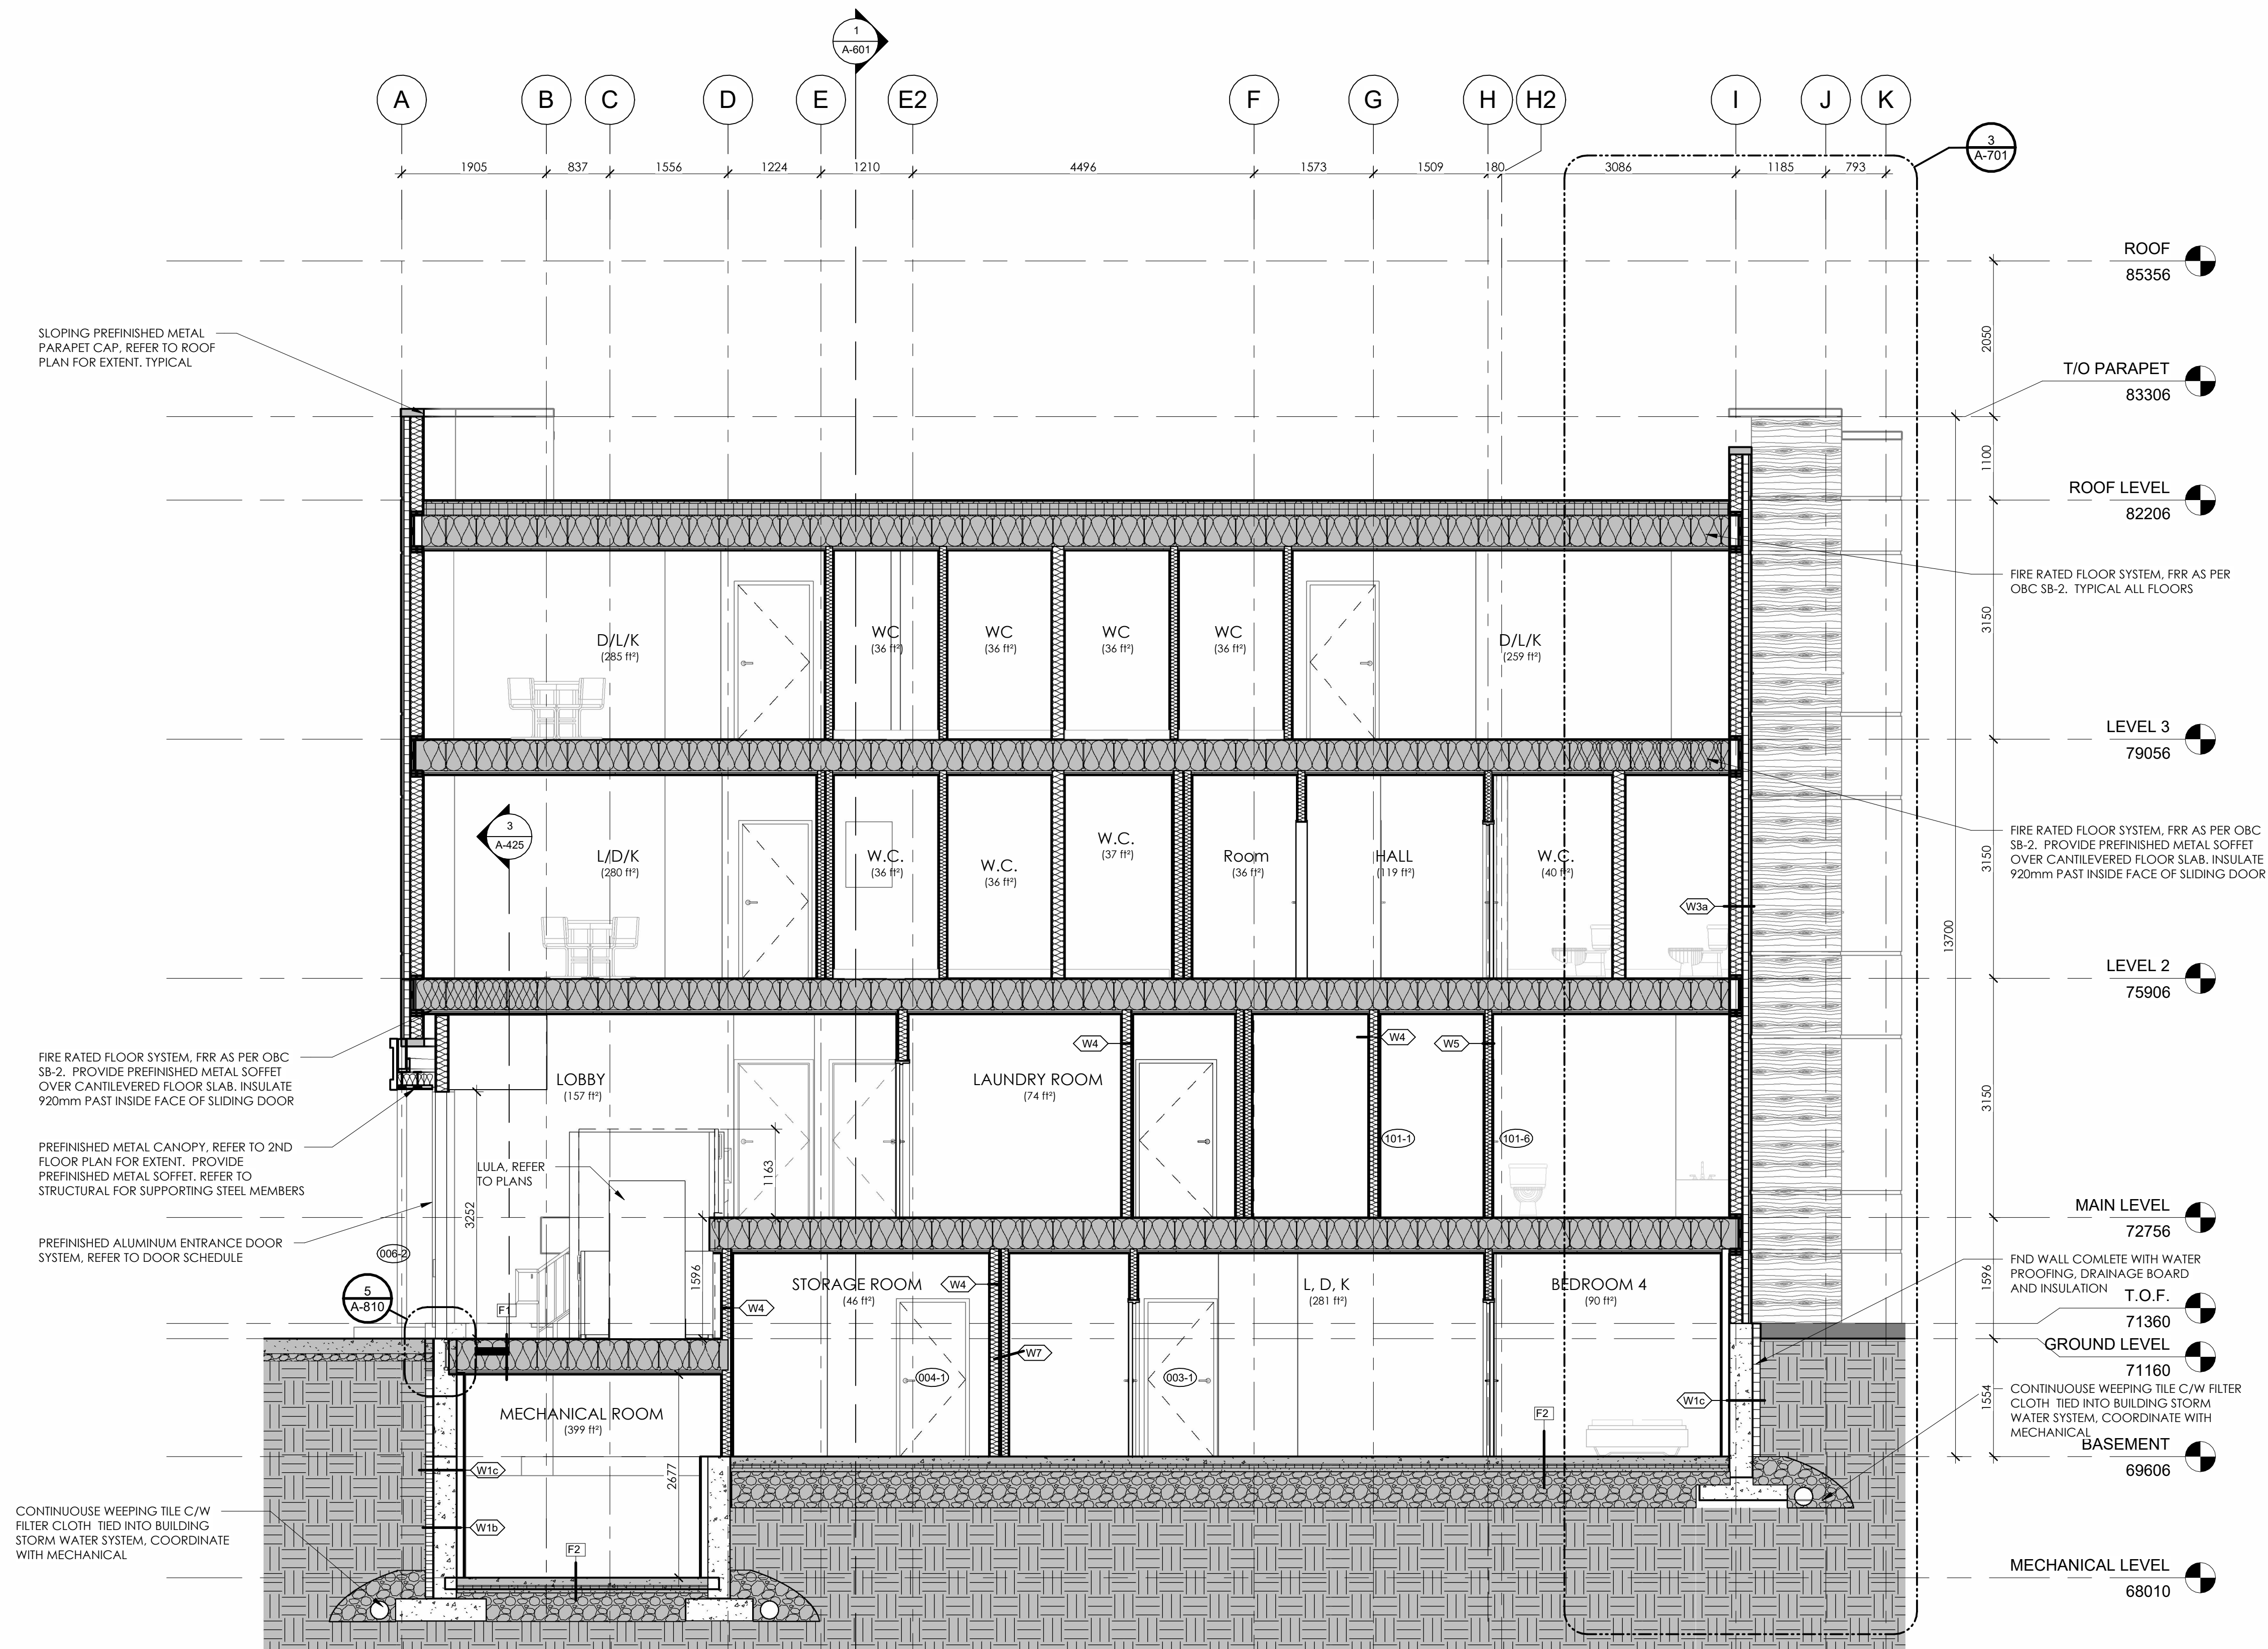 1
A-601
A
B
C
D
E
E2
F
G
H
H2
I
J
K
3
A-701
1905
837
1556
1224
1210
4496
1573
1509
180
3086
1185
793
ROOF
85356
2050
SLOPING PREFINISHED METAL
PARAPET CAP, REFER TO ROOF
PLAN FOR EXTENT. TYPICAL
T/O PARAPET
83306
1100
ROOF LEVEL
82206
FIRE RATED FLOOR SYSTEM, FRR AS PER
OBC SB-2. TYPICAL ALL FLOORS
3150
D/L/K
(285 ft²)
WC
(36 ft²)
WC
(36 ft²)
WC
(36 ft²)
WC
(36 ft²)
D/L/K
(259 ft²)
LEVEL 3
79056
3
A-425
L/D/K
(280 ft²)
W.C.
(36 ft²)
W.C.
(36 ft²)
W.C.
(37 ft²)
Room
(36 ft²)
HALL
(119 ft²)
W.C.
(40 ft²)
W3a
3150
FIRE RATED FLOOR SYSTEM, FRR AS PER OBC
SB-2. PROVIDE PREFINISHED METAL SOFFET
OVER CANTILEVERED FLOOR SLAB. INSULATE
920mm PAST INSIDE FACE OF SLIDING DOOR
13700
LEVEL 2
75906
FIRE RATED FLOOR SYSTEM, FRR AS PER OBC
SB-2. PROVIDE PREFINISHED METAL SOFFET
OVER CANTILEVERED FLOOR SLAB. INSULATE
920mm PAST INSIDE FACE OF SLIDING DOOR
LOBBY
(157 ft²)
LAUNDRY ROOM
(74 ft²)
W4
W4
W5
3150
PREFINISHED METAL CANOPY, REFER TO 2ND
FLOOR PLAN FOR EXTENT. PROVIDE
PREFINISHED METAL SOFFET. REFER TO
STRUCTURAL FOR SUPPORTING STEEL MEMBERS
LULA, REFER
TO PLANS
1163
3252
101-1
101-6
MAIN LEVEL
72756
PREFINISHED ALUMINUM ENTRANCE DOOR
SYSTEM, REFER TO DOOR SCHEDULE
006-2
5
A-810
F1
1596
W4
STORAGE ROOM
(46 ft²)
W4
L, D, K
(281 ft²)
BEDROOM 4
(90 ft²)
1596
FND WALL COMLETE WITH WATER
PROOFING, DRAINAGE BOARD
AND INSULATION
T.O.F.
71360
GROUND LEVEL
71160
W7
004-1
003-1
W1c
F2
1554
CONTINUOUSE WEEPING TILE C/W FILTER
CLOTH TIED INTO BUILDING STORM
WATER SYSTEM, COORDINATE WITH
MECHANICAL
BASEMENT
69606
MECHANICAL ROOM
(399 ft²)
W1c
2677
W1b
F2
CONTINUOUSE WEEPING TILE C/W
FILTER CLOTH TIED INTO BUILDING
STORM WATER SYSTEM, COORDINATE
WITH MECHANICAL
MECHANICAL LEVEL
68010